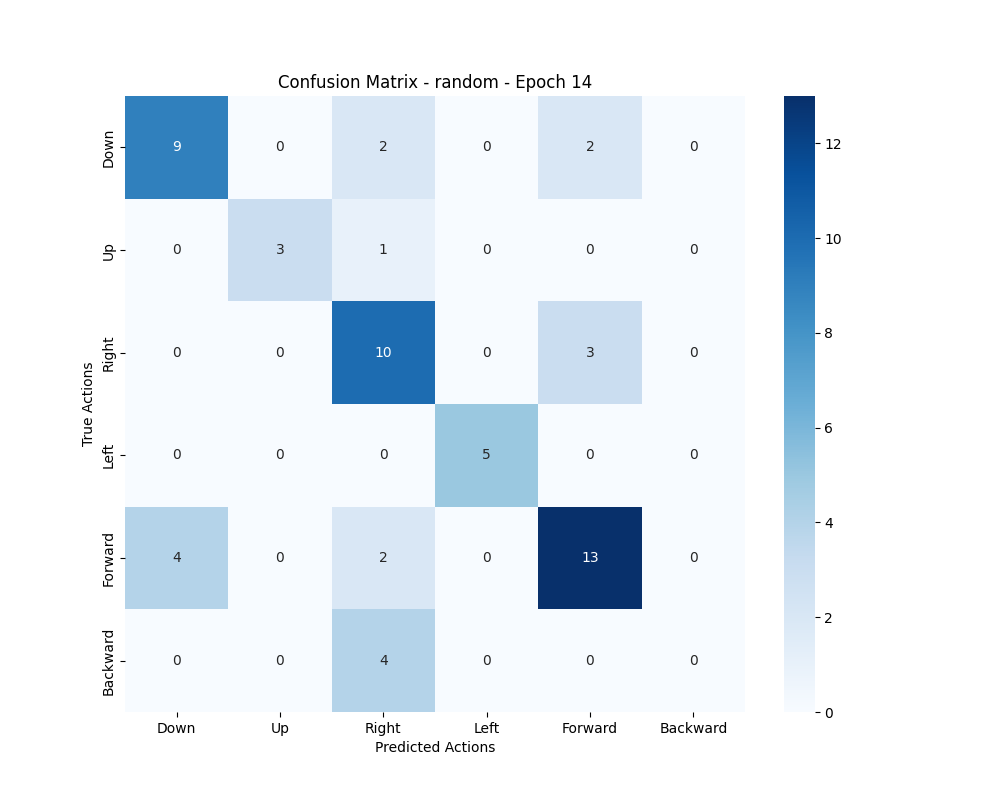 Confusion Matrix - random - Epoch 14
True Actions
Down 9 0 2 0 2 0
Up 0 3 1 0 0 0
Right 0 0 10 0 3 0
Left 0 0 0 5 0 0
Forward 4 0 2 0 13 0
Backward 0 0 4 0 0 0
Down Up Right Left Forward Backward
Predicted Actions
12
10
8
6
4
2
0